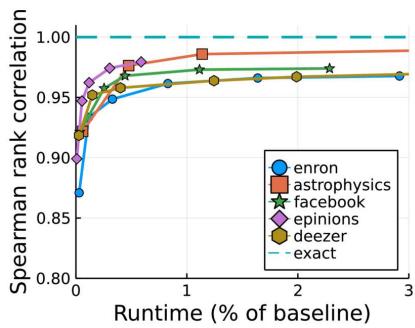 Spearman rank correlation
1.00
0.95
0.90
0.85
0.80
0
1
2
3
Runtime (% of baseline)
enron
astrophysics
facebook
epinions
deezer
exact